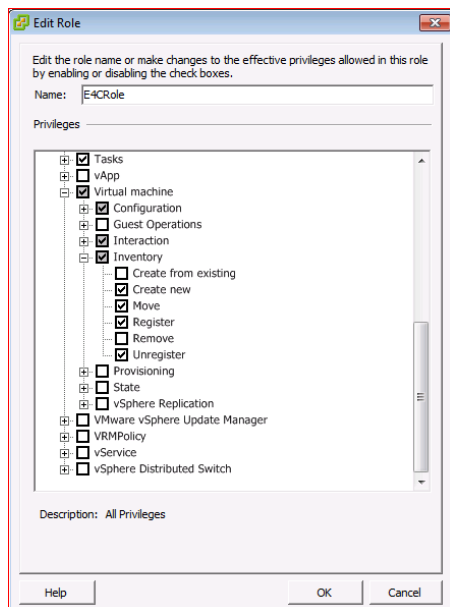 Edit Role
Edit the role name or make changes to the effective privileges allowed in this role
by enabling or disabling the check boxes.
Name: E4CRole
Privileges
Tasks
vApp
Virtual machine
Configuration
Guest Operations
Interaction
Inventory
Create from existing
Create new
Move
Register
Remove
Unregister
Provisioning
State
vSphere Replication
VMware vSphere Update Manager
VRMPolicy
vService
vSphere Distributed Switch
Description: All Privileges
Help OK Cancel